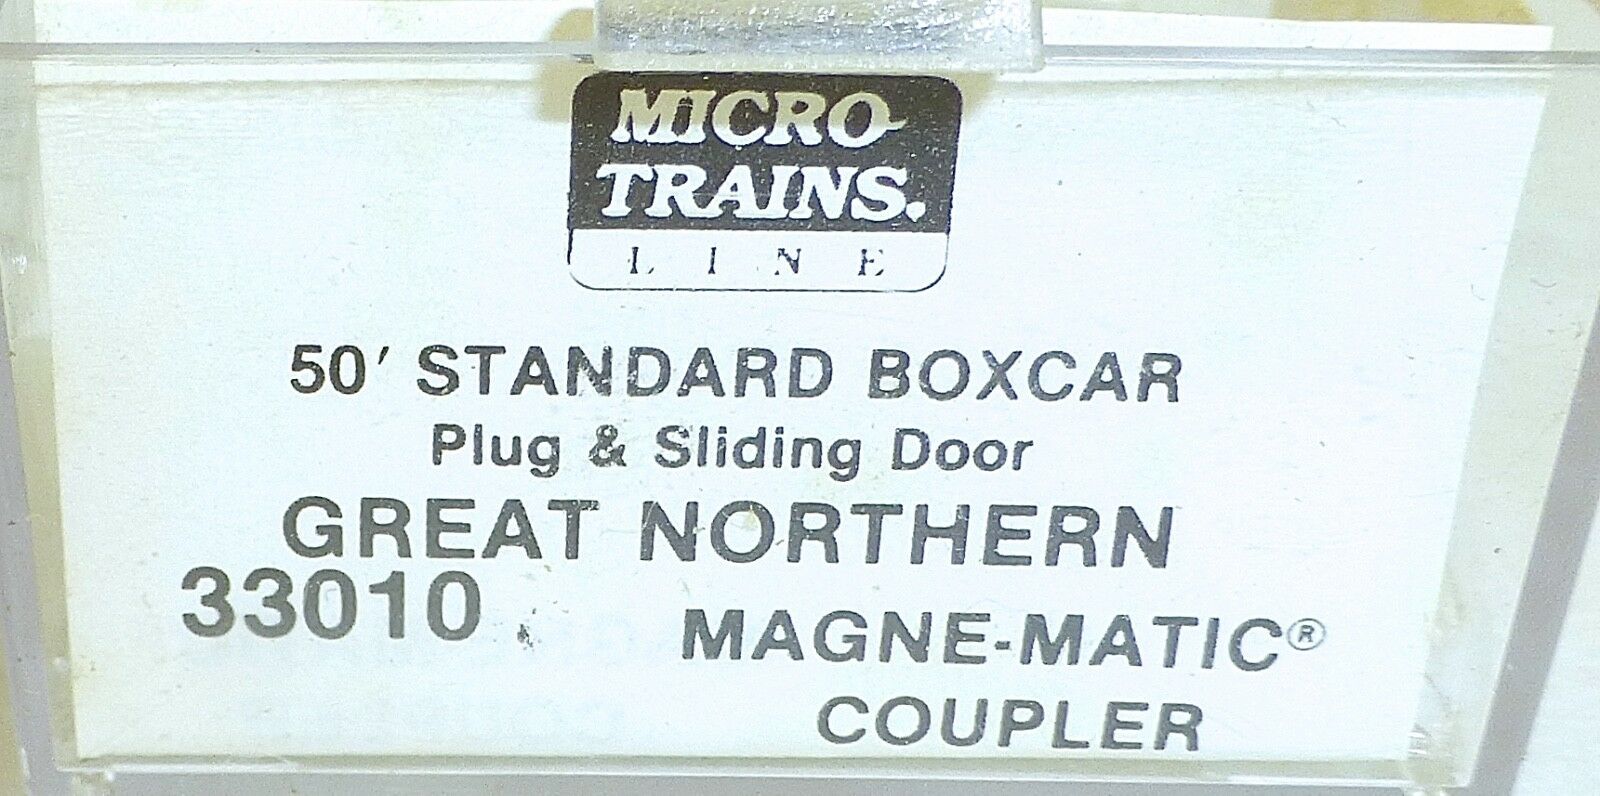 MICRO-
TRAINS®
LINE
50' STANDARD BOXCAR
Plug & Sliding Door
GREAT NORTHERN
33010
MAGNE-MATIC®
COUPLER